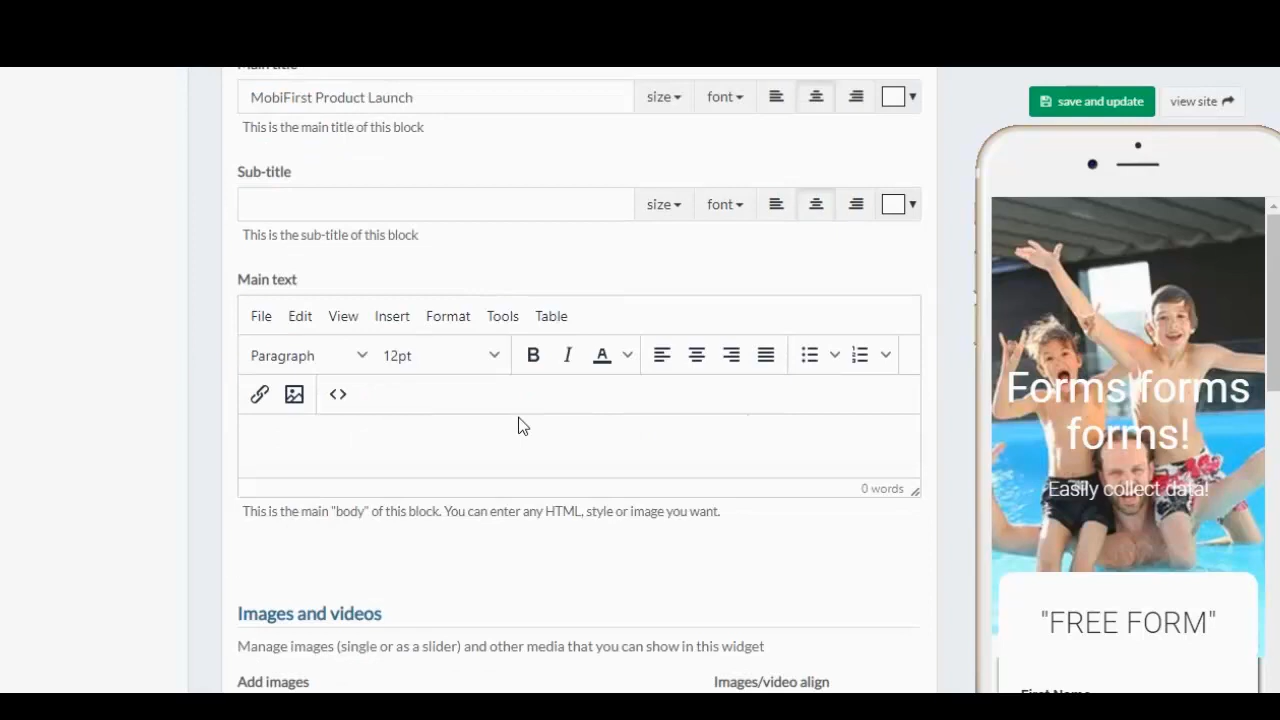 Main title
MobiFirst Product Launch
size
font
This is the main title of this block
save and update
view site
Sub-title
size
font
This is the sub-title of this block
Main text
File Edit View Insert Format Tools Table
Paragraph
12pt
B I A
0 words
This is the main "body" of this block. You can enter any HTML, style or image you want.
Images and videos
Manage images (single or as a slider) and other media that you can show in this widget
Add images
Images/video align
Forms forms
forms!
Easily collect data!
"FREE FORM"
First Name